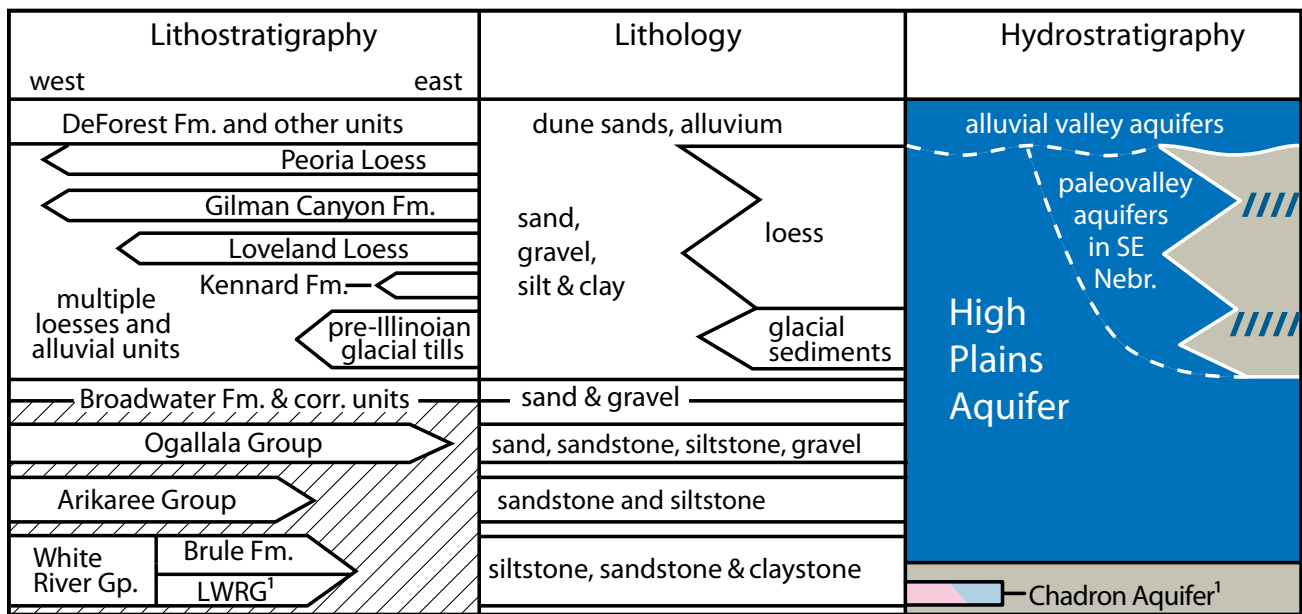 Lithostratigraphy
west
east
DeForest Fm. and other units
Peoria Loess
Gilman Canyon Fm.
Loveland Loess
Kennard Fm.
multiple
loesses and
alluvial units
pre-Illinoian
glacial tills
Broadwater Fm. & corr. units
Ogallala Group
Arikaree Group
White
River Gp.
Brule Fm.
LWRG¹
Lithology
dune sands, alluvium
sand,
gravel,
silt & clay
loess
glacial
sediments
sand & gravel
sand, sandstone, siltstone, gravel
sandstone and siltstone
siltstone, sandstone & claystone
Hydrostratigraphy
alluvial valley aquifers
paleovalley
aquifers
in SE
Nebr.
High
Plains
Aquifer
Chadron Aquifer¹